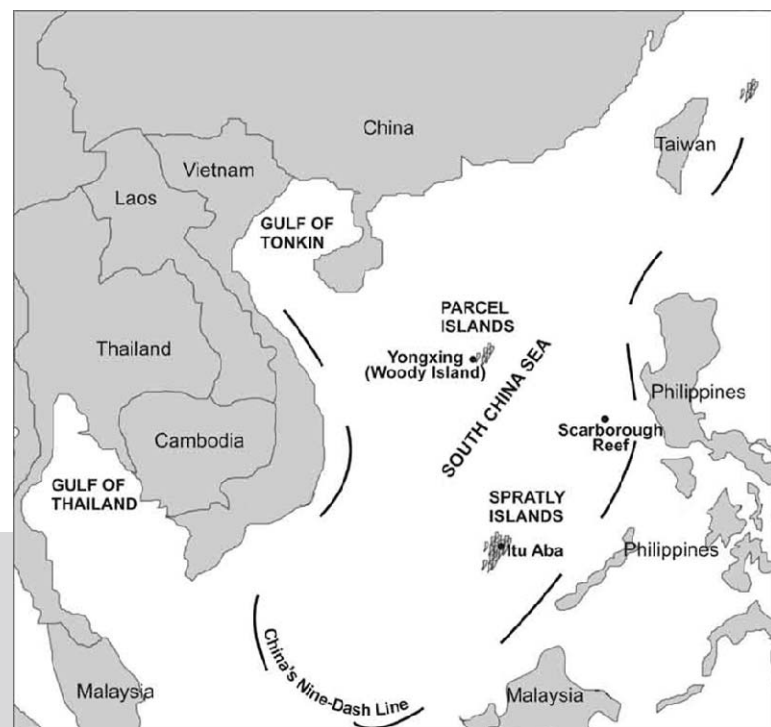 China
Taiwan
Vietnam
Laos
GULF OF
TONKIN
PARCEL
ISLANDS
Thailand
Yongxing
(Woody Island)
SOUTH CHINA SEA
Philippines
Cambodia
Scarborough
Reef
GULF OF
THAILAND
SPRATLY
ISLANDS
Itu Aba
Philippines
China's Nine-Dash Line
Malaysia
Malaysia